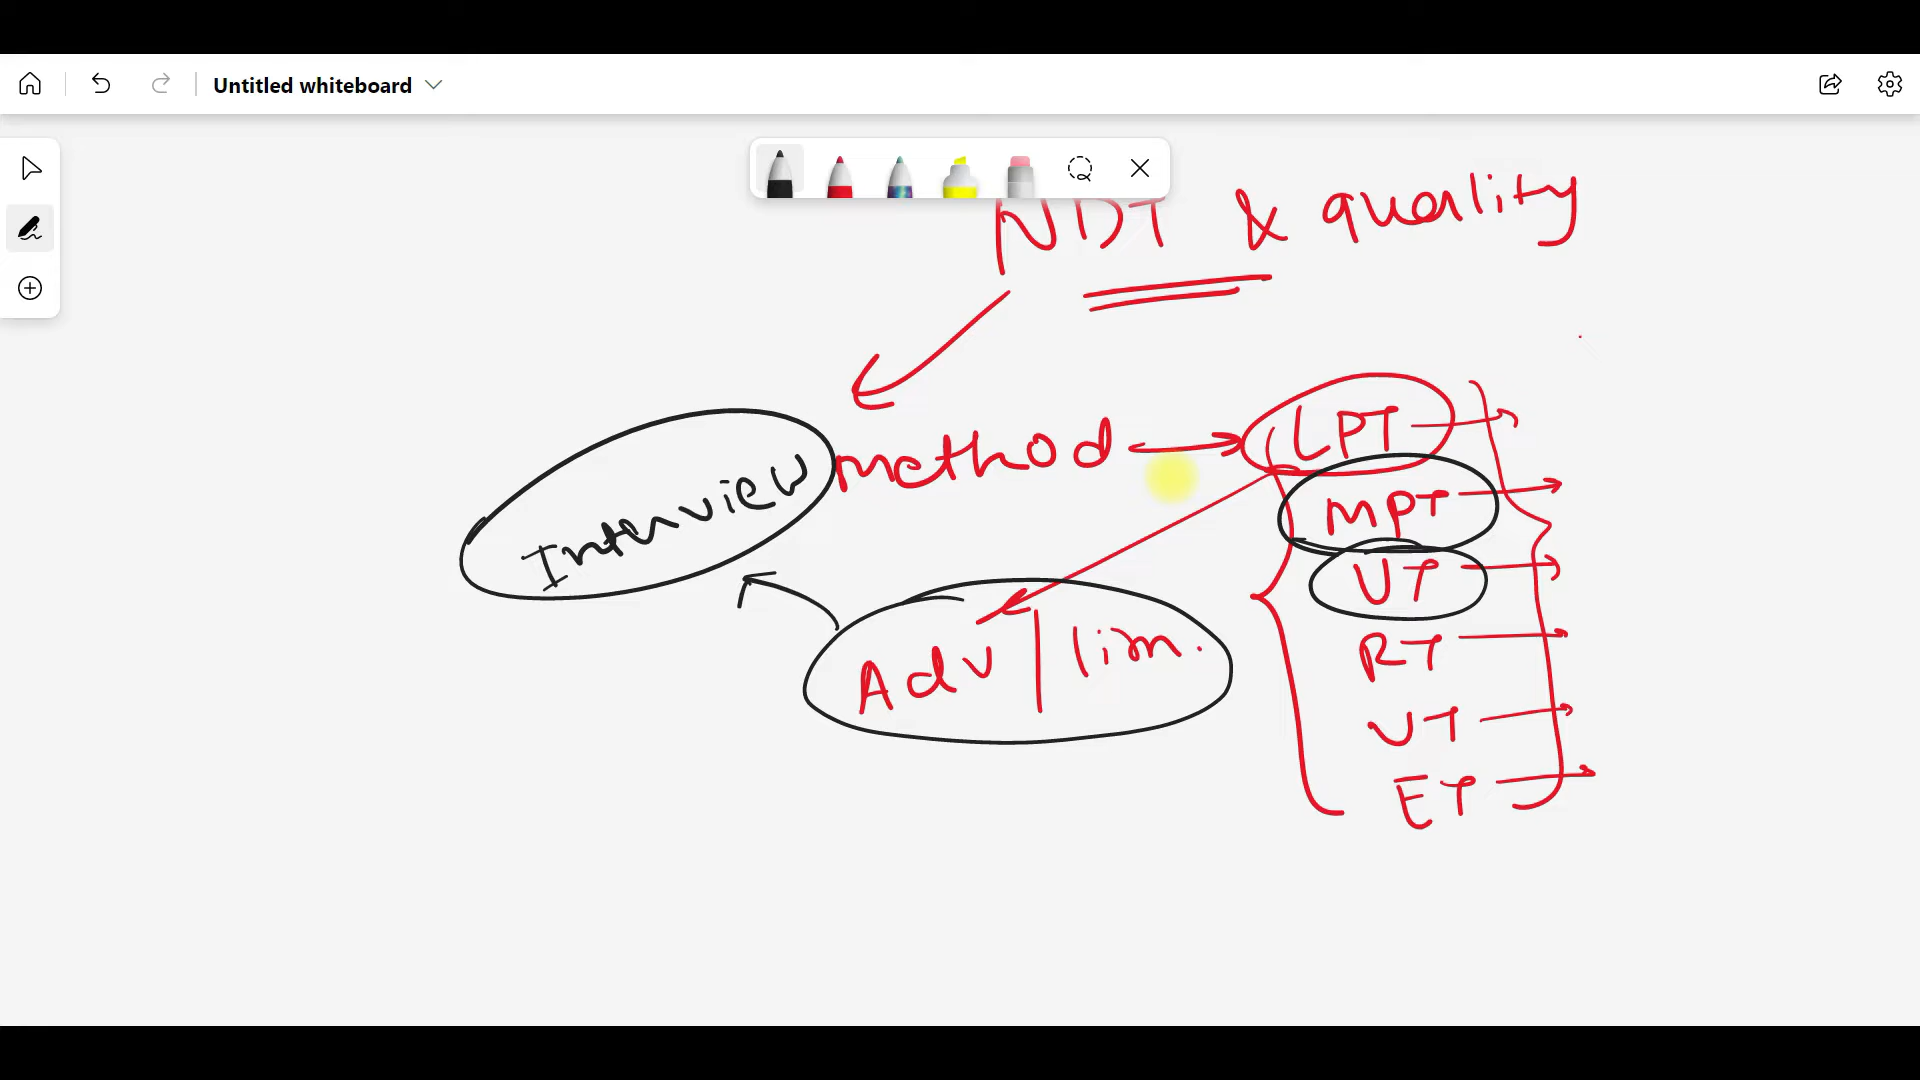 Untitled whiteboard
NDT & quality
method
LPT
MPT
VT
RT
UT
ET
Interview
Adv | lim.